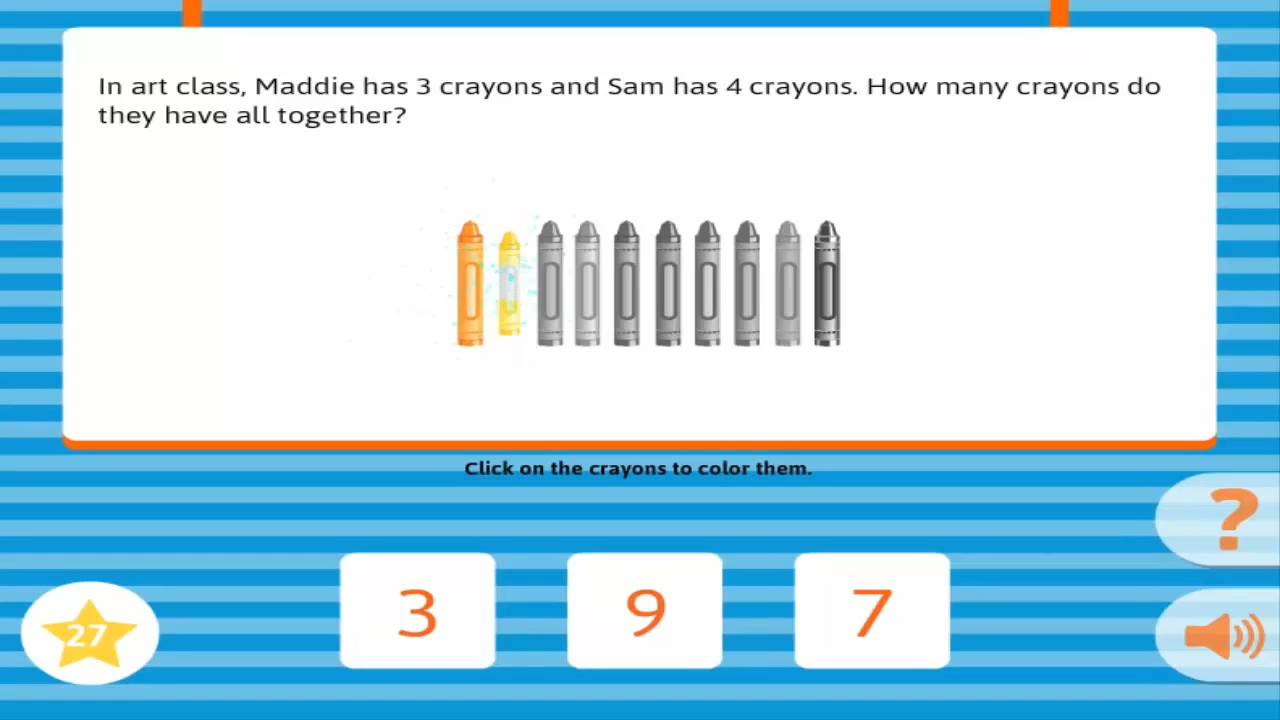 In art class, Maddie has 3 crayons and Sam has 4 crayons. How many crayons do
they have all together?
Click on the crayons to color them.
?
3 9 7
27